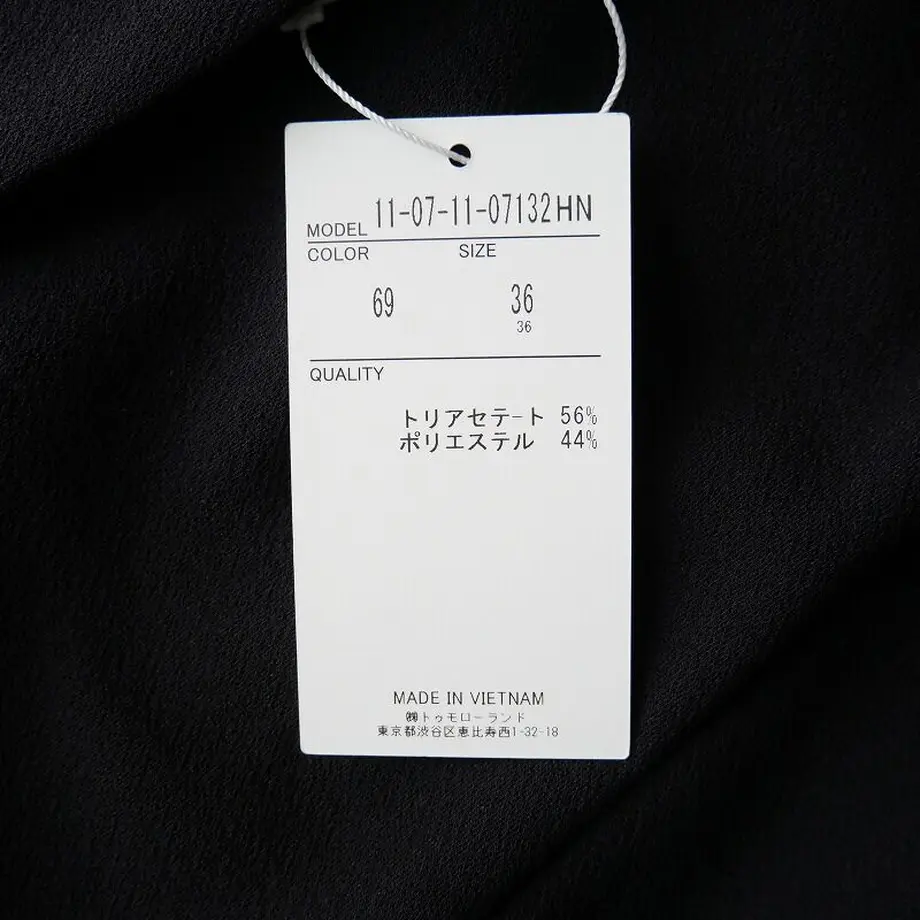 MODEL 11-07-11-07132HN
COLOR SIZE
69 36
36
QUALITY
トリアセテート 56%
ポリエステル 44%
MADE IN VIETNAM
㈱トゥモローランド
東京都渋谷区恵比寿西1-32-18